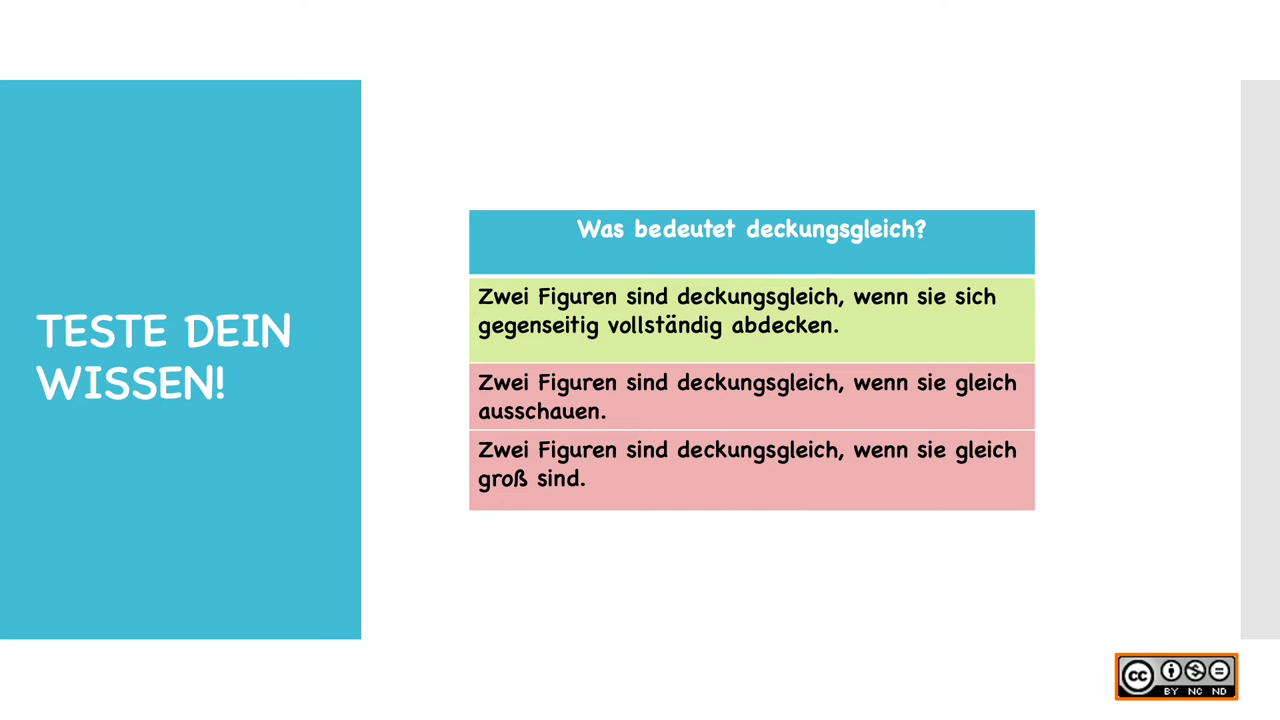 TESTE DEIN
WISSEN!
Was bedeutet deckungsgleich?
Zwei Figuren sind deckungsgleich, wenn sie sich
gegenseitig vollständig abdecken.
Zwei Figuren sind deckungsgleich, wenn sie gleich
ausschauen.
Zwei Figuren sind deckungsgleich, wenn sie gleich
groß sind.
cc
BY NC ND